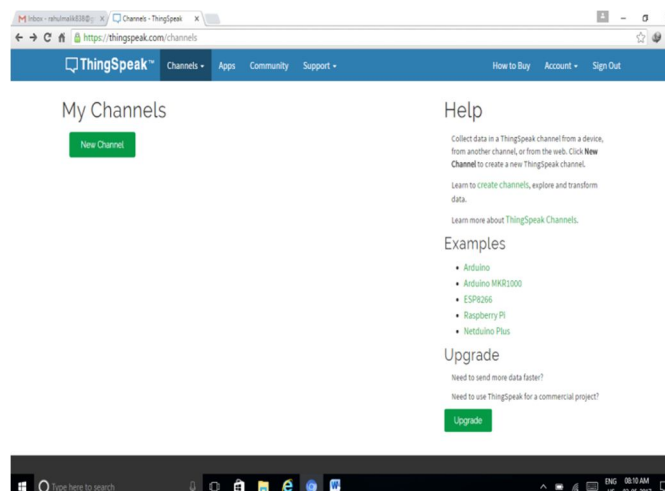 Channels - ThingSpeak
https://thingspeak.com/channels
ThingSpeak™ Channels Apps Community Support How to Buy Account Sign Out
My Channels
New Channel
Help
Collect data in a ThingSpeak channel from a device,
from another channel, or from the web. Click New
Channel to create a new ThingSpeak channel.
Learn to create channels, explore and transform
data.
Learn more about ThingSpeak Channels.
Examples
Arduino
Arduino MKR1000
ESP8266
Raspberry Pi
Netduino Plus
Upgrade
Need to send more data faster?
Need to use ThingSpeak for a commercial project?
Upgrade
Type here to search
ENG 08:10 AM